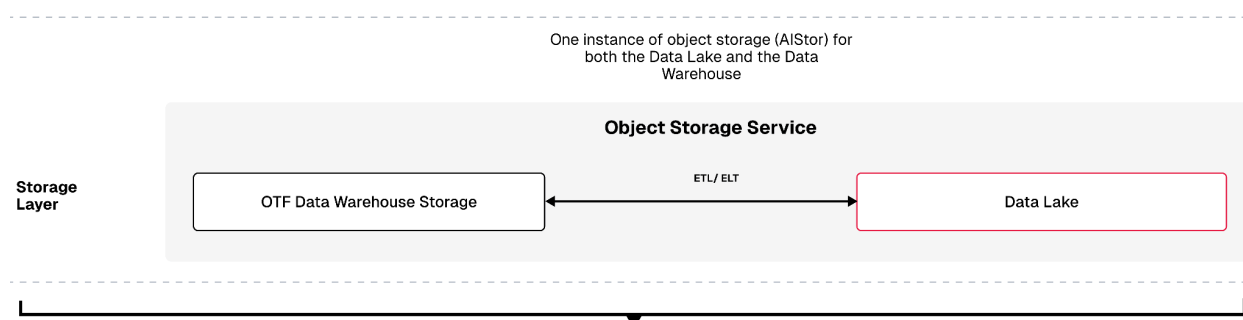 One instance of object storage (AIStor) for
both the Data Lake and the Data
Warehouse
Object Storage Service
Storage
Layer
OTF Data Warehouse Storage
ETL/ ELT
Data Lake